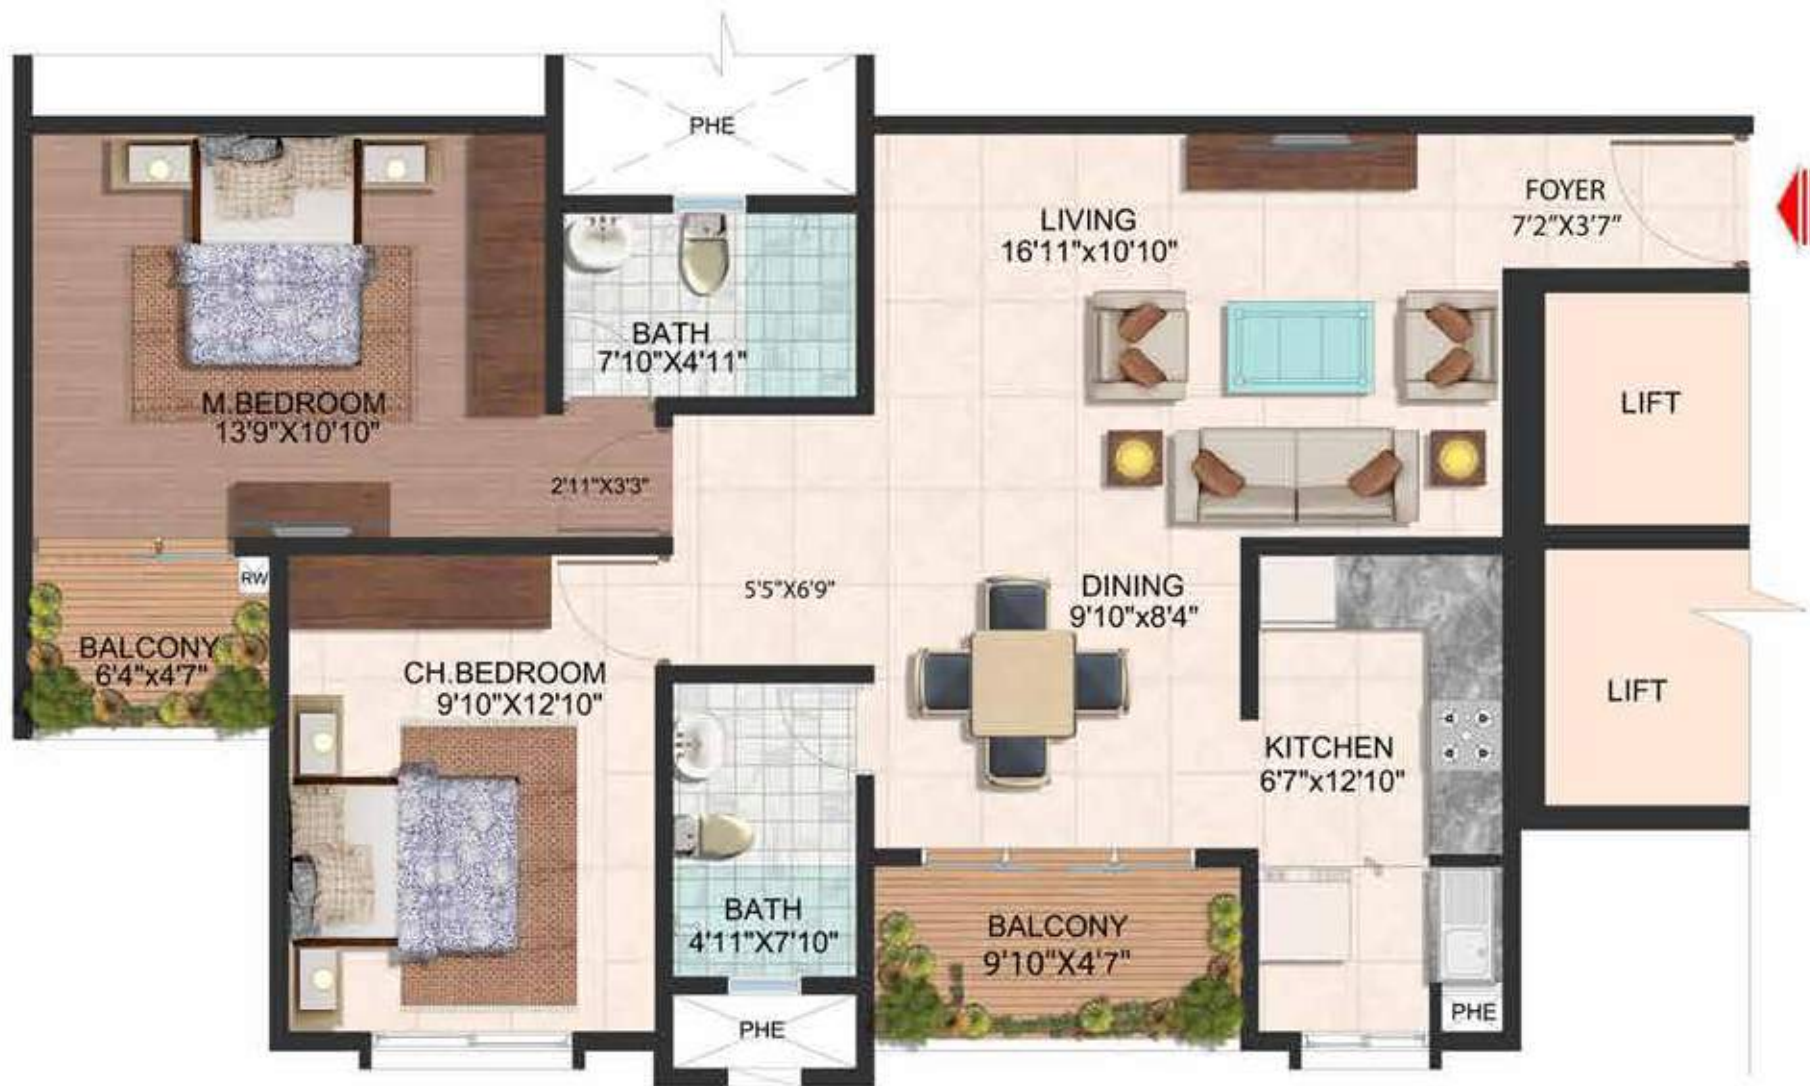 PHE
FOYER
7'2"X3'7"
LIVING
16'11"x10'10"
BATH
7'10"X4'11"
M.BEDROOM
13'9"X10'10"
LIFT
2'11"X3'3"
RW
5'5"X6'9"
DINING
9'10"x8'4"
BALCONY
6'4"x4'7"
CH.BEDROOM
9'10"X12'10"
LIFT
KITCHEN
6'7"x12'10"
BATH
4'11"X7'10"
BALCONY
9'10"X4'7"
PHE
PHE